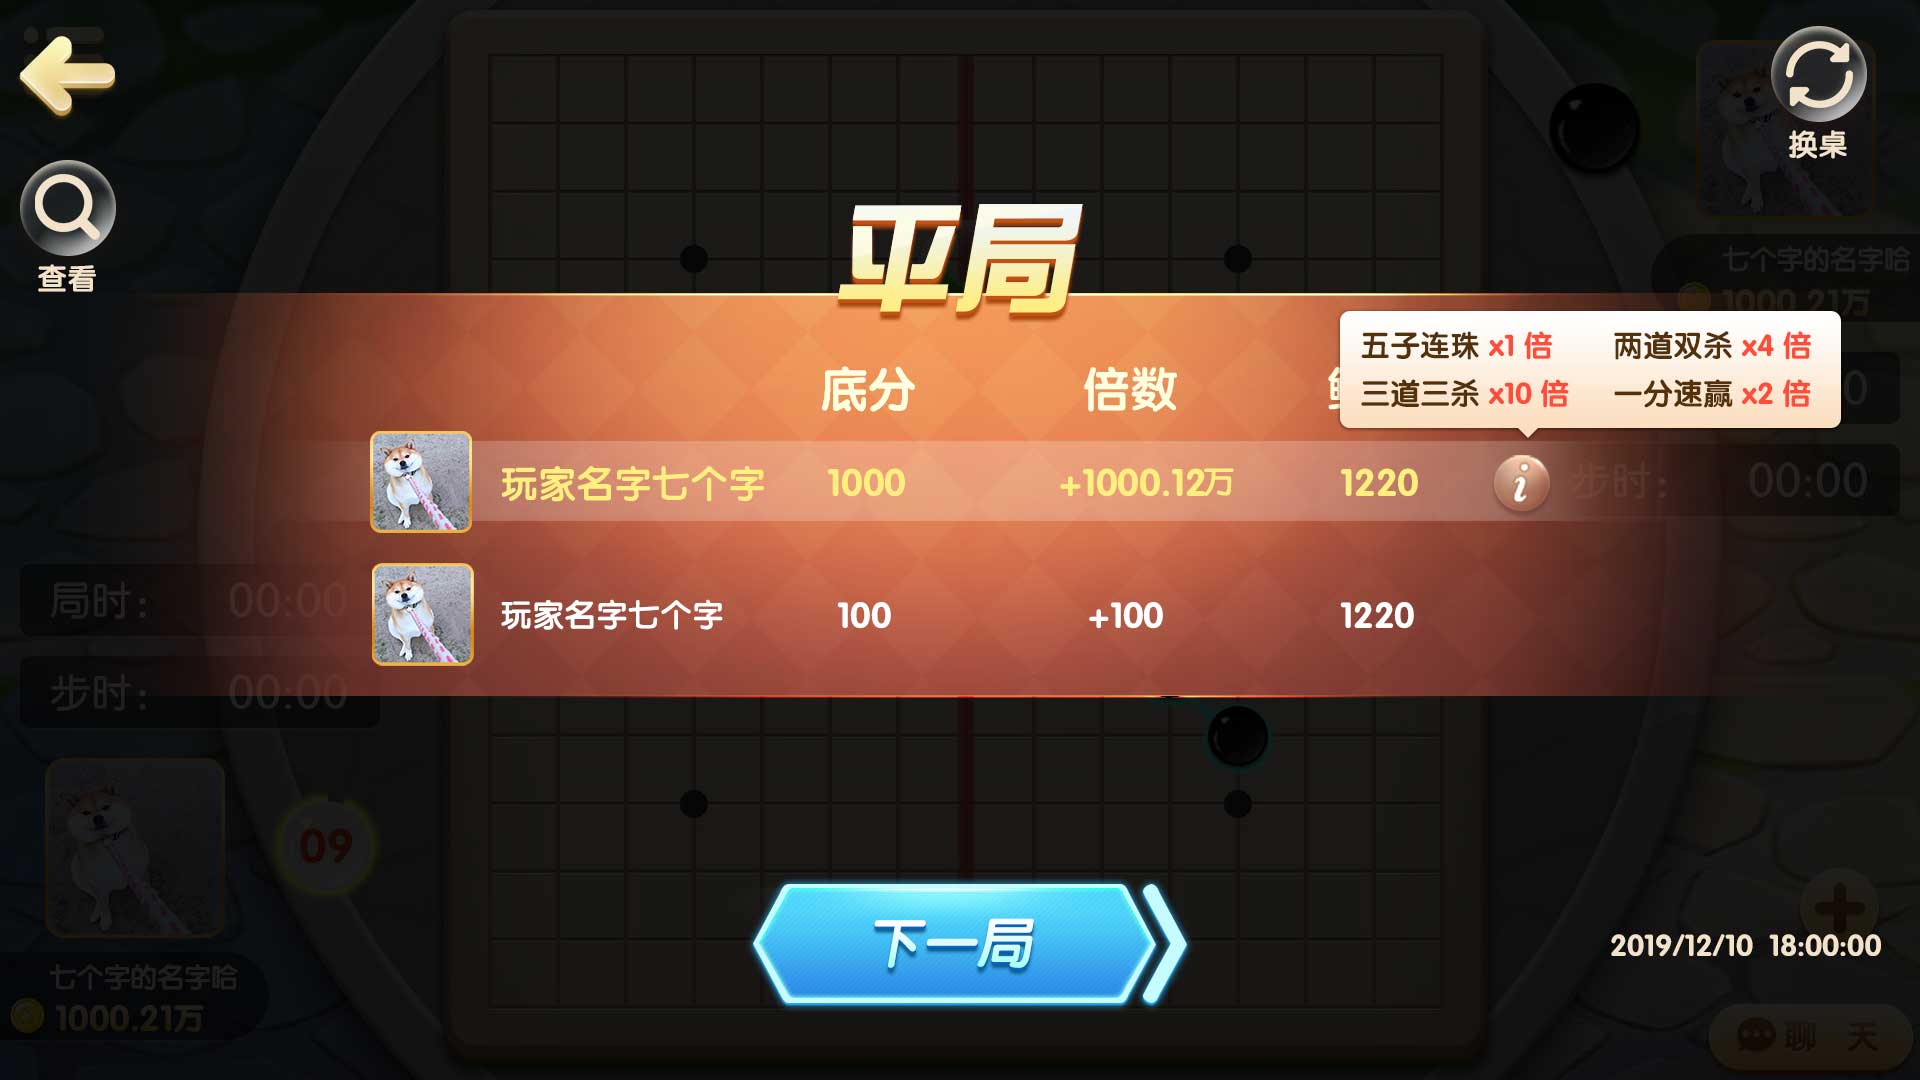 换桌
查看
平局
七个字的名字哈
1000.21万
五子连珠 x1 倍 两道双杀 x4 倍
三道三杀 x10 倍 一分速赢 x2 倍
底分 倍数
玩家名字七个字 1000 +1000.12万 1220 i
步时： 00:00
局时： 00:00
玩家名字七个字 100 +100 1220
步时： 00:00
09
下一局
2019/12/10 18:00:00
七个字的名字哈
1000.21万
聊 天